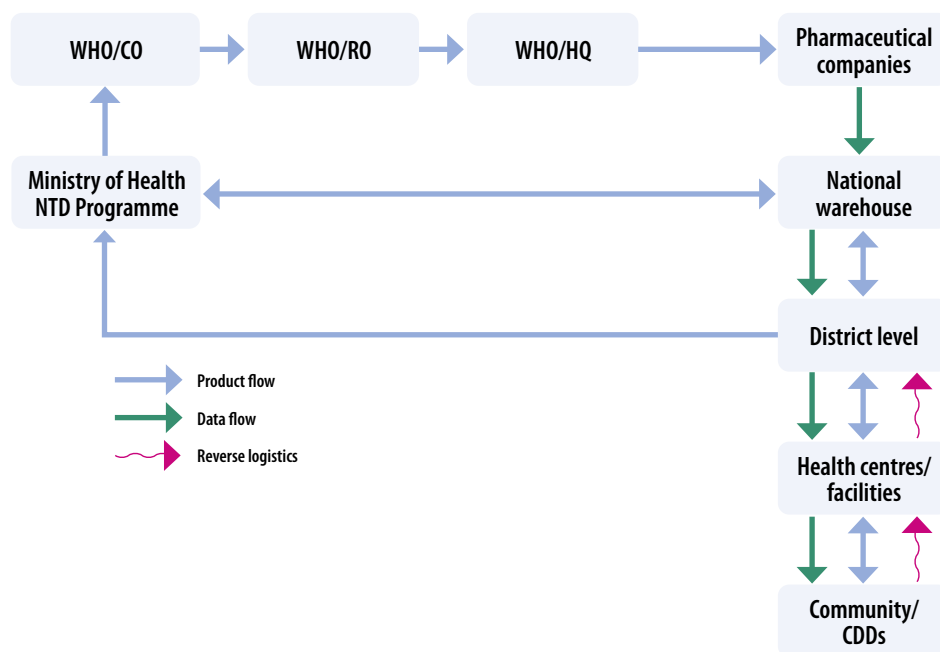 WHO/CO
WHO/RO
WHO/HQ
Pharmaceutical
companies
Ministry of Health
NTD Programme
National
warehouse
District level
Product flow
Data flow
Reverse logistics
Health centres/
facilities
Community/
CDDs